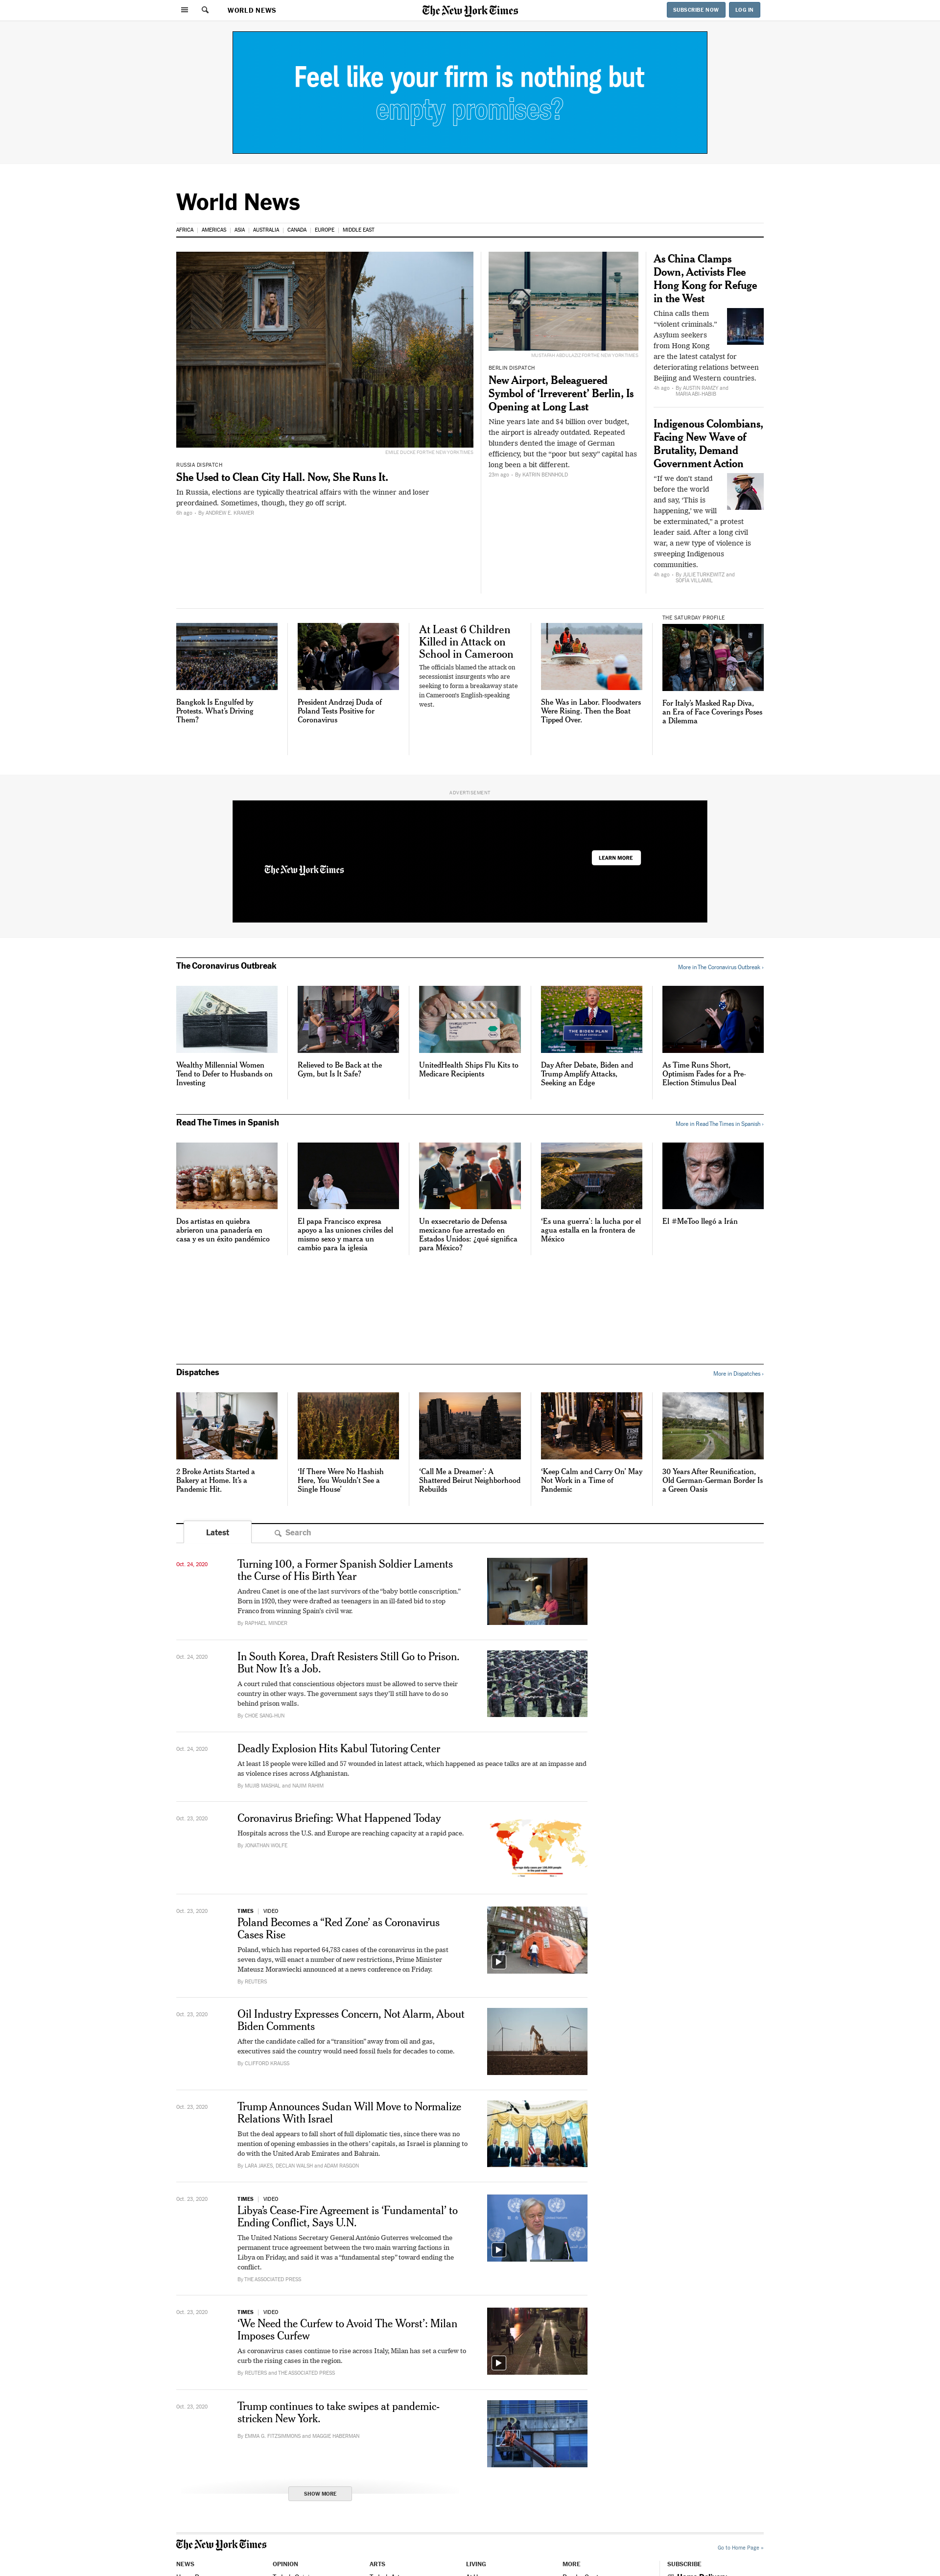 WORLD NEWS
The New York Times
SUBSCRIBE NOW
LOG IN
Feel like your firm is nothing but
empty promises?
World News
AFRICA
AMERICAS
ASIA
AUSTRALIA
CANADA
EUROPE
MIDDLE EAST
EMILE DUCKE FOR THE NEW YORK TIMES
RUSSIA DISPATCH
She Used to Clean City Hall. Now, She Runs It.
In Russia, elections are typically theatrical affairs with the winner and loser
preordained. Sometimes, though, they go off script.
6h ago • By ANDREW E. KRAMER
MUSTAFAH ABDULAZIZ FOR THE NEW YORK TIMES
BERLIN DISPATCH
New Airport, Beleaguered
Symbol of ‘Irreverent’ Berlin, Is
Opening at Long Last
Nine years late and $4 billion over budget,
the airport is already outdated. Repeated
blunders dented the image of German
efficiency, but the “poor but sexy” capital has
long been a bit different.
23m ago • By KATRIN BENNHOLD
As China Clamps
Down, Activists Flee
Hong Kong for Refuge
in the West
China calls them
“violent criminals.”
Asylum seekers
from Hong Kong
are the latest catalyst for
deteriorating relations between
Beijing and Western countries.
4h ago • By AUSTIN RAMZY and
MARIA ABI-HABIB
Indigenous Colombians,
Facing New Wave of
Brutality, Demand
Government Action
“If we don’t stand
before the world
and say, ‘This is
happening,’ we will
be exterminated,” a protest
leader said. After a long civil
war, a new type of violence is
sweeping Indigenous
communities.
4h ago • By JULIE TURKEWITZ and
SOFÍA VILLAMIL
Bangkok Is Engulfed by
Protests. What’s Driving
Them?
President Andrzej Duda of
Poland Tests Positive for
Coronavirus
At Least 6 Children
Killed in Attack on
School in Cameroon
The officials blamed the attack on
secessionist insurgents who are
seeking to form a breakaway state
in Cameroon’s English-speaking
west.
She Was in Labor. Floodwaters
Were Rising. Then the Boat
Tipped Over.
THE SATURDAY PROFILE
For Italy’s Masked Rap Diva,
an Era of Face Coverings Poses
a Dilemma
ADVERTISEMENT
The New York Times
LEARN MORE
The Coronavirus Outbreak
More in The Coronavirus Outbreak ›
THE BIDEN PLAN
Wealthy Millennial Women
Tend to Defer to Husbands on
Investing
Relieved to Be Back at the
Gym, but Is It Safe?
UnitedHealth Ships Flu Kits to
Medicare Recipients
Day After Debate, Biden and
Trump Amplify Attacks,
Seeking an Edge
As Time Runs Short,
Optimism Fades for a Pre-
Election Stimulus Deal
Read The Times in Spanish
More in Read The Times in Spanish ›
Dos artistas en quiebra
abrieron una panadería en
casa y es un éxito pandémico
El papa Francisco expresa
apoyo a las uniones civiles del
mismo sexo y marca un
cambio para la iglesia
Un exsecretario de Defensa
mexicano fue arrestado en
Estados Unidos: ¿qué significa
para México?
‘Es una guerra’: la lucha por el
agua estalla en la frontera de
México
El #MeToo llegó a Irán
Dispatches
More in Dispatches ›
2 Broke Artists Started a
Bakery at Home. It’s a
Pandemic Hit.
‘If There Were No Hashish
Here, You Wouldn’t See a
Single House’
‘Call Me a Dreamer’: A
Shattered Beirut Neighborhood
Rebuilds
‘Keep Calm and Carry On’ May
Not Work in a Time of
Pandemic
30 Years After Reunification,
Old German-German Border Is
a Green Oasis
Latest
Search
Oct. 24, 2020
Turning 100, a Former Spanish Soldier Laments
the Curse of His Birth Year
Andreu Canet is one of the last survivors of the “baby bottle conscription.”
Born in 1920, they were drafted as teenagers in an ill-fated bid to stop
Franco from winning Spain’s civil war.
By RAPHAEL MINDER
Oct. 24, 2020
In South Korea, Draft Resisters Still Go to Prison.
But Now It’s a Job.
A court ruled that conscientious objectors must be allowed to serve their
country in other ways. The government says they’ll still have to do so
behind prison walls.
By CHOE SANG-HUN
Oct. 24, 2020
Deadly Explosion Hits Kabul Tutoring Center
At least 18 people were killed and 57 wounded in latest attack, which happened as peace talks are at an impasse and
as violence rises across Afghanistan.
By MUJIB MASHAL and NAJIM RAHIM
Oct. 23, 2020
Coronavirus Briefing: What Happened Today
Hospitals across the U.S. and Europe are reaching capacity at a rapid pace.
By JONATHAN WOLFE
Oct. 23, 2020
TIMES | VIDEO
Poland Becomes a “Red Zone’ as Coronavirus
Cases Rise
Poland, which has reported 64,783 cases of the coronavirus in the past
seven days, will enact a number of new restrictions, Prime Minister
Mateusz Morawiecki announced at a news conference on Friday.
By REUTERS
Oct. 23, 2020
Oil Industry Expresses Concern, Not Alarm, About
Biden Comments
After the candidate called for a “transition” away from oil and gas,
executives said the country would need fossil fuels for decades to come.
By CLIFFORD KRAUSS
Oct. 23, 2020
Trump Announces Sudan Will Move to Normalize
Relations With Israel
But the deal appears to fall short of full diplomatic ties, since there was no
mention of opening embassies in the others’ capitals, as Israel is planning to
do with the United Arab Emirates and Bahrain.
By LARA JAKES, DECLAN WALSH and ADAM RASGON
Oct. 23, 2020
TIMES | VIDEO
Libya’s Cease-Fire Agreement is ‘Fundamental’ to
Ending Conflict, Says U.N.
The United Nations Secretary General António Guterres welcomed the
permanent truce agreement between the two main warring factions in
Libya on Friday, and said it was a “fundamental step” toward ending the
conflict.
By THE ASSOCIATED PRESS
Oct. 23, 2020
TIMES | VIDEO
‘We Need the Curfew to Avoid The Worst’: Milan
Imposes Curfew
As coronavirus cases continue to rise across Italy, Milan has set a curfew to
curb the rising cases in the region.
By REUTERS and THE ASSOCIATED PRESS
Oct. 23, 2020
Trump continues to take swipes at pandemic-
stricken New York.
By EMMA G. FITZSIMMONS and MAGGIE HABERMAN
SHOW MORE
The New York Times
Go to Home Page »
NEWS
OPINION
ARTS
LIVING
MORE
SUBSCRIBE